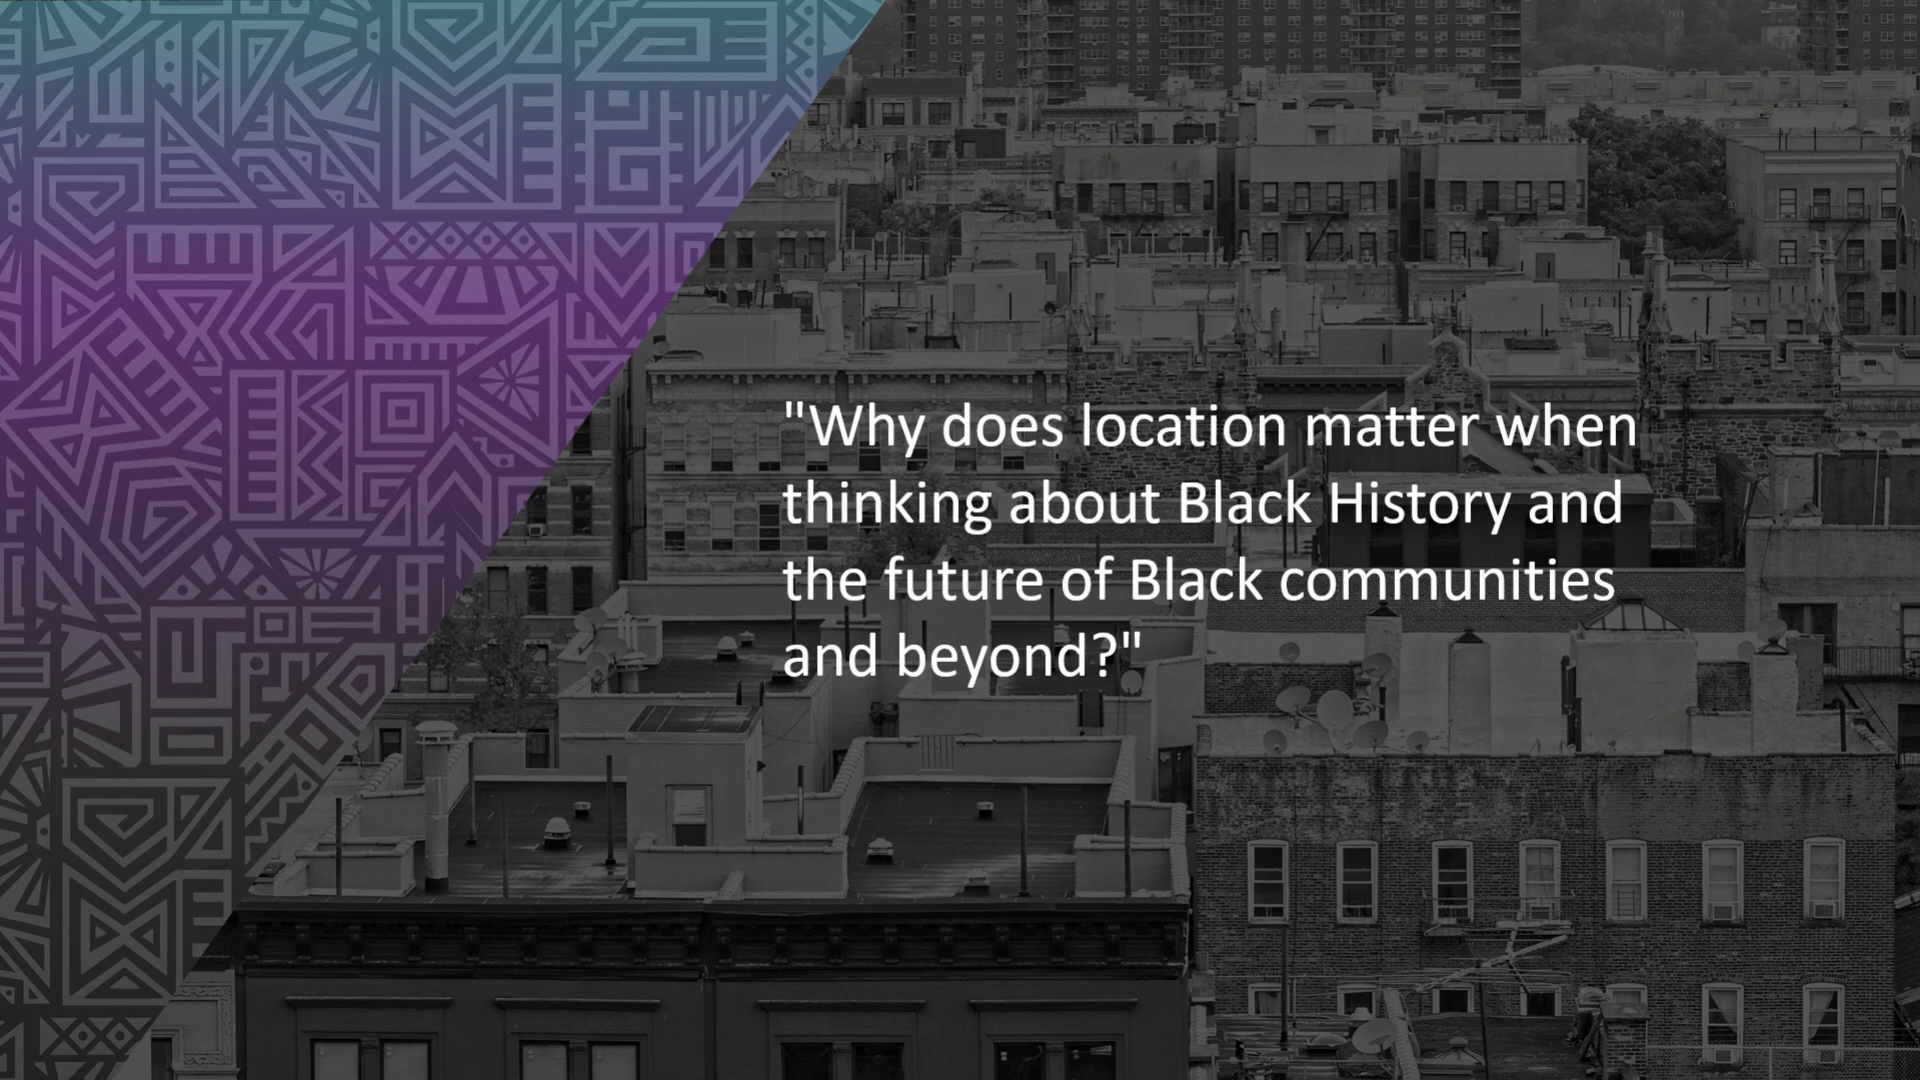 "Why does location matter when
thinking about Black History and
the future of Black communities
and beyond?"